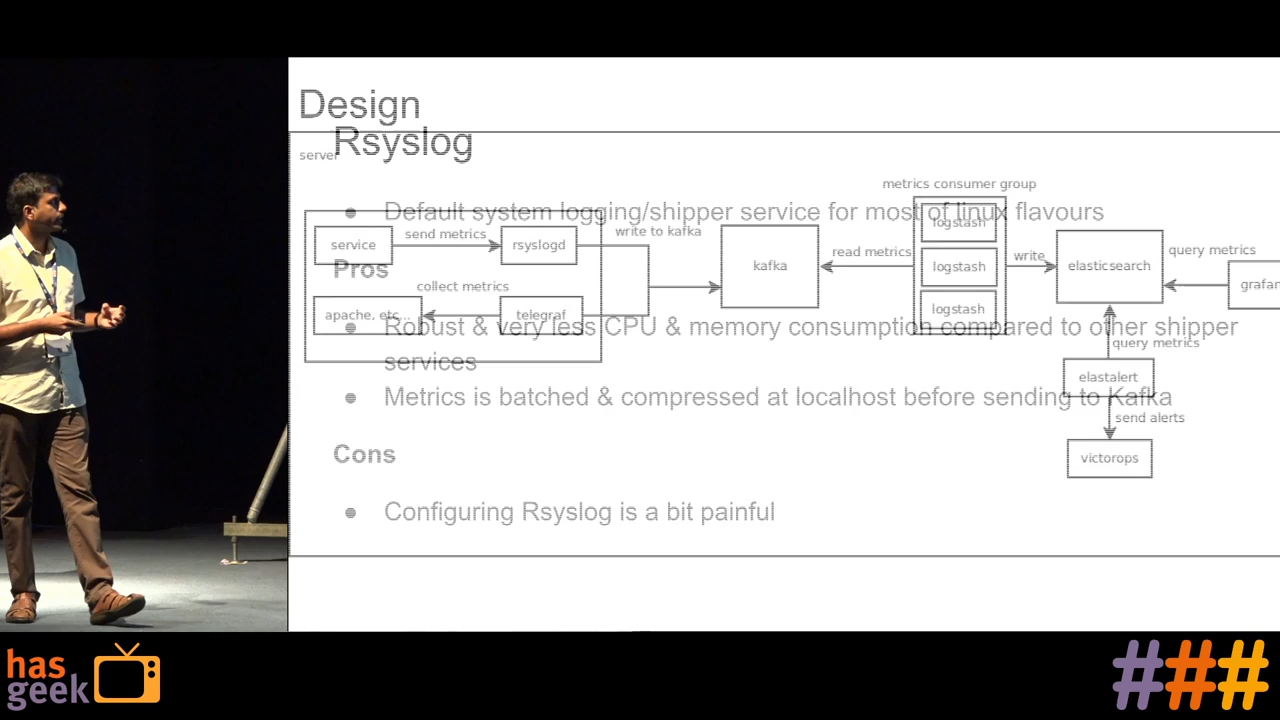 Design
Rsyslog
server
metrics consumer group
Default system logging/shipper service for most of linux flavours
logstash
service
send metrics
rsyslogd
write to kafka
kafka
read metrics
logstash
write
elasticsearch
query metrics
Pros
collect metrics
grafan
apache, etc...
telegraf
logstash
Robust & very less CPU & memory consumption compared to other shipper
services
query metrics
elastalert
Metrics is batched & compressed at localhost before sending to Kafka
send alerts
Cons
victorops
Configuring Rsyslog is a bit painful
has
geek
###